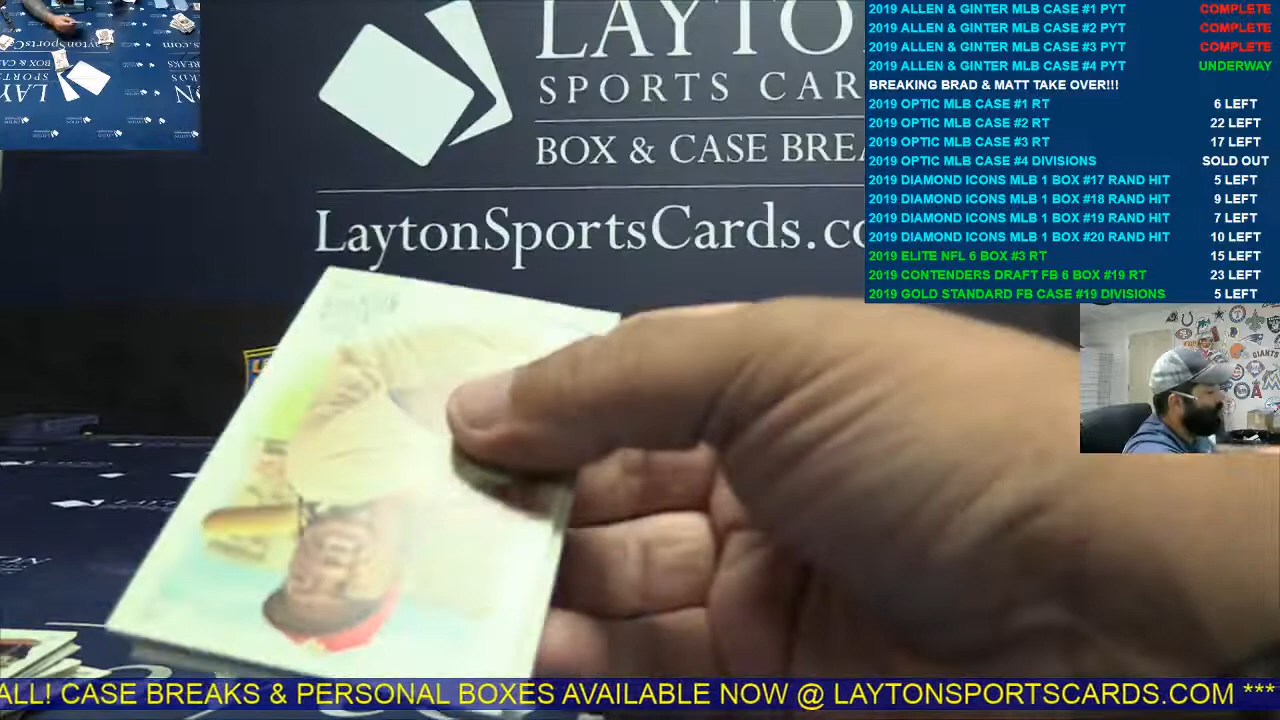 LAYTO
SPORTS CAR
BOX & CASE BREA
LaytonSportsCards.co
2019 ALLEN & GINTER MLB CASE #1 PYT COMPLETE
2019 ALLEN & GINTER MLB CASE #2 PYT COMPLETE
2019 ALLEN & GINTER MLB CASE #3 PYT COMPLETE
2019 ALLEN & GINTER MLB CASE #4 PYT UNDERWAY
BREAKING BRAD & MATT TAKE OVER!!!
2019 OPTIC MLB CASE #1 RT 6 LEFT
2019 OPTIC MLB CASE #2 RT 22 LEFT
2019 OPTIC MLB CASE #3 RT 17 LEFT
2019 OPTIC MLB CASE #4 DIVISIONS SOLD OUT
2019 DIAMOND ICONS MLB 1 BOX #17 RAND HIT 5 LEFT
2019 DIAMOND ICONS MLB 1 BOX #18 RAND HIT 9 LEFT
2019 DIAMOND ICONS MLB 1 BOX #19 RAND HIT 7 LEFT
2019 DIAMOND ICONS MLB 1 BOX #20 RAND HIT 10 LEFT
2019 ELITE NFL 6 BOX #3 RT 15 LEFT
2019 CONTENDERS DRAFT FB 6 BOX #19 RT 23 LEFT
2019 GOLD STANDARD FB CASE #19 DIVISIONS 5 LEFT
GIANTS
ALL! CASE BREAKS & PERSONAL BOXES AVAILABLE NOW @ LAYTONSPORTSCARDS.COM ***